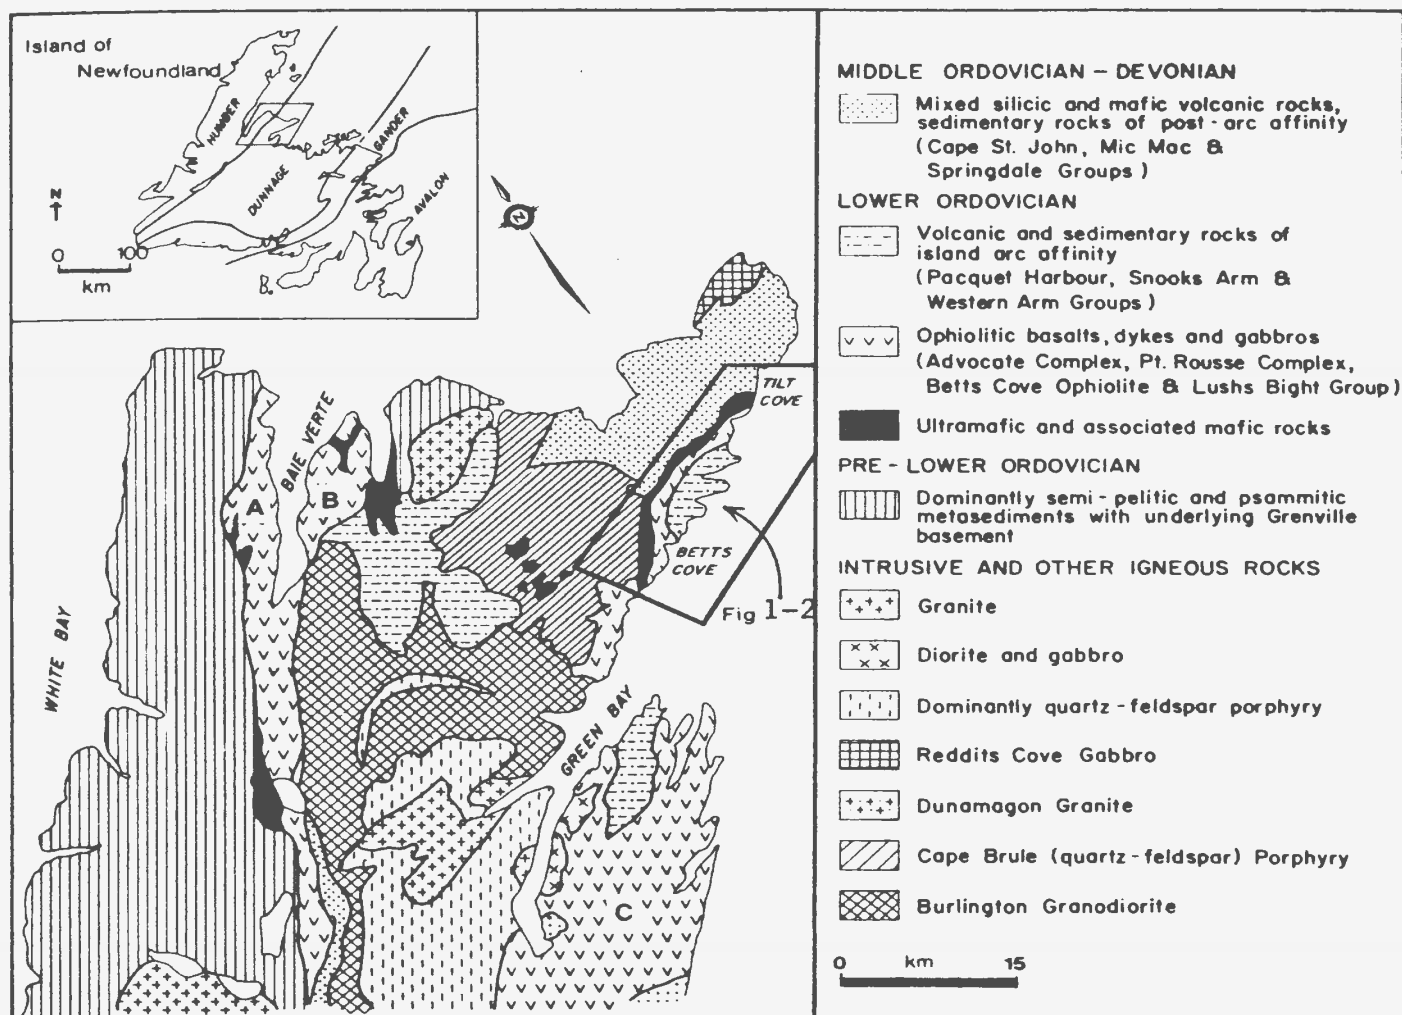 Island of
Newfoundland
HUMBER
DUNNAGE
GANDER
AVALON
N
0 100
km
B.
N
TILT
COVE
BAIE VERTE
A
B
BETTS
COVE
Fig 1-2
WHITE BAY
GREEN BAY
C
MIDDLE ORDOVICIAN - DEVONIAN
Mixed silicic and mafic volcanic rocks,
sedimentary rocks of post-arc affinity
(Cape St. John, Mic Mac &
Springdale Groups)
LOWER ORDOVICIAN
Volcanic and sedimentary rocks of
island arc affinity
(Pacquet Harbour, Snooks Arm &
Western Arm Groups)
Ophiolitic basalts, dykes and gabbros
(Advocate Complex, Pt. Rousse Complex,
Betts Cove Ophiolite & Lushs Bight Group)
Ultramafic and associated mafic rocks
PRE-LOWER ORDOVICIAN
Dominantly semi-pelitic and psammitic
metasediments with underlying Grenville
basement
INTRUSIVE AND OTHER IGNEOUS ROCKS
Granite
Diorite and gabbro
Dominantly quartz-feldspar porphyry
Reddits Cove Gabbro
Dunamagon Granite
Cape Brule (quartz-feldspar) Porphyry
Burlington Granodiorite
0 km 15